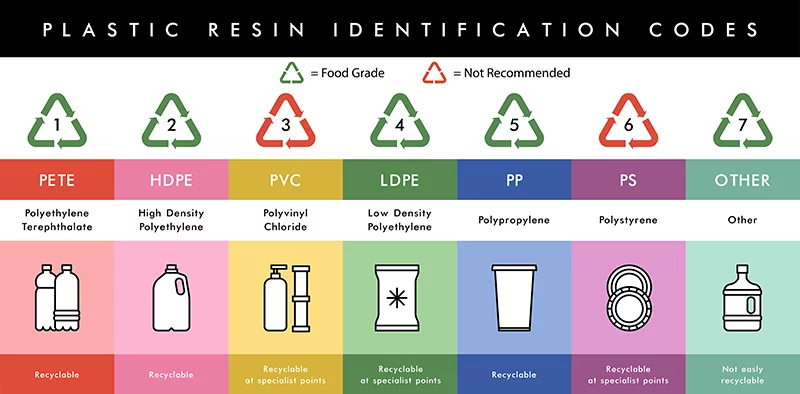 PLASTIC RESIN IDENTIFICATION CODES
= Food Grade
= Not Recommended
1
2
3
4
5
6
7
PETE
HDPE
PVC
LDPE
PP
PS
OTHER
Polyethylene
Terephthalate
High Density
Polyethylene
Polyvinyl
Chloride
Low Density
Polyethylene
Polypropylene
Polystyrene
Other
Recyclable
Recyclable
Recyclable
at specialist points
Recyclable
at specialist points
Recyclable
Recyclable
at specialist points
Not easily
recyclable